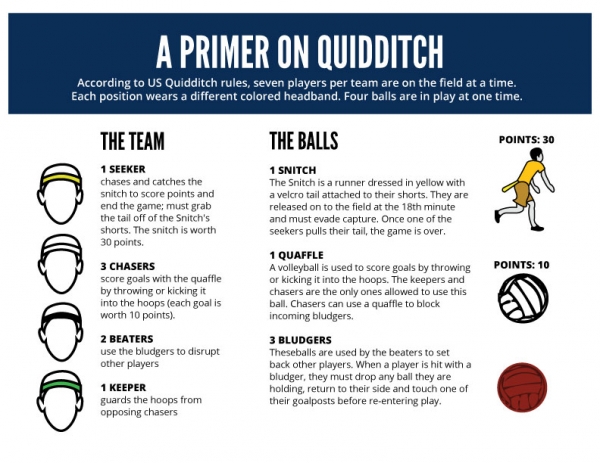 A PRIMER ON QUIDDITCH
According to US Quidditch rules, seven players per team are on the field at a time.
Each position wears a different colored headband. Four balls are in play at one time.
THE TEAM
1 SEEKER
chases and catches the
snitch to score points and
end the game; must grab
the tail off of the Snitch's
shorts. The snitch is worth
30 points.
3 CHASERS
score goals with the quaffle
by throwing or kicking it
into the hoops (each goal is
worth 10 points).
2 BEATERS
use the bludgers to disrupt
other players
1 KEEPER
guards the hoops from
opposing chasers
THE BALLS
1 SNITCH
The Snitch is a runner dressed in yellow with
a velcro tail attached to their shorts. They are
released on to the field at the 18th minute
and must evade capture. Once one of the
seekers pulls their tail, the game is over.
1 QUAFFLE
A volleyball is used to score goals by throwing
or kicking it into the hoops. The keepers and
chasers are the only ones allowed to use this
ball. Chasers can use a quaffle to block
incoming bludgers.
3 BLUDGERS
Theseballs are used by the beaters to set
back other players. When a player is hit with a
bludger, they must drop any ball they are
holding, return to their side and touch one of
their goalposts before re-entering play.
POINTS: 30
POINTS: 10